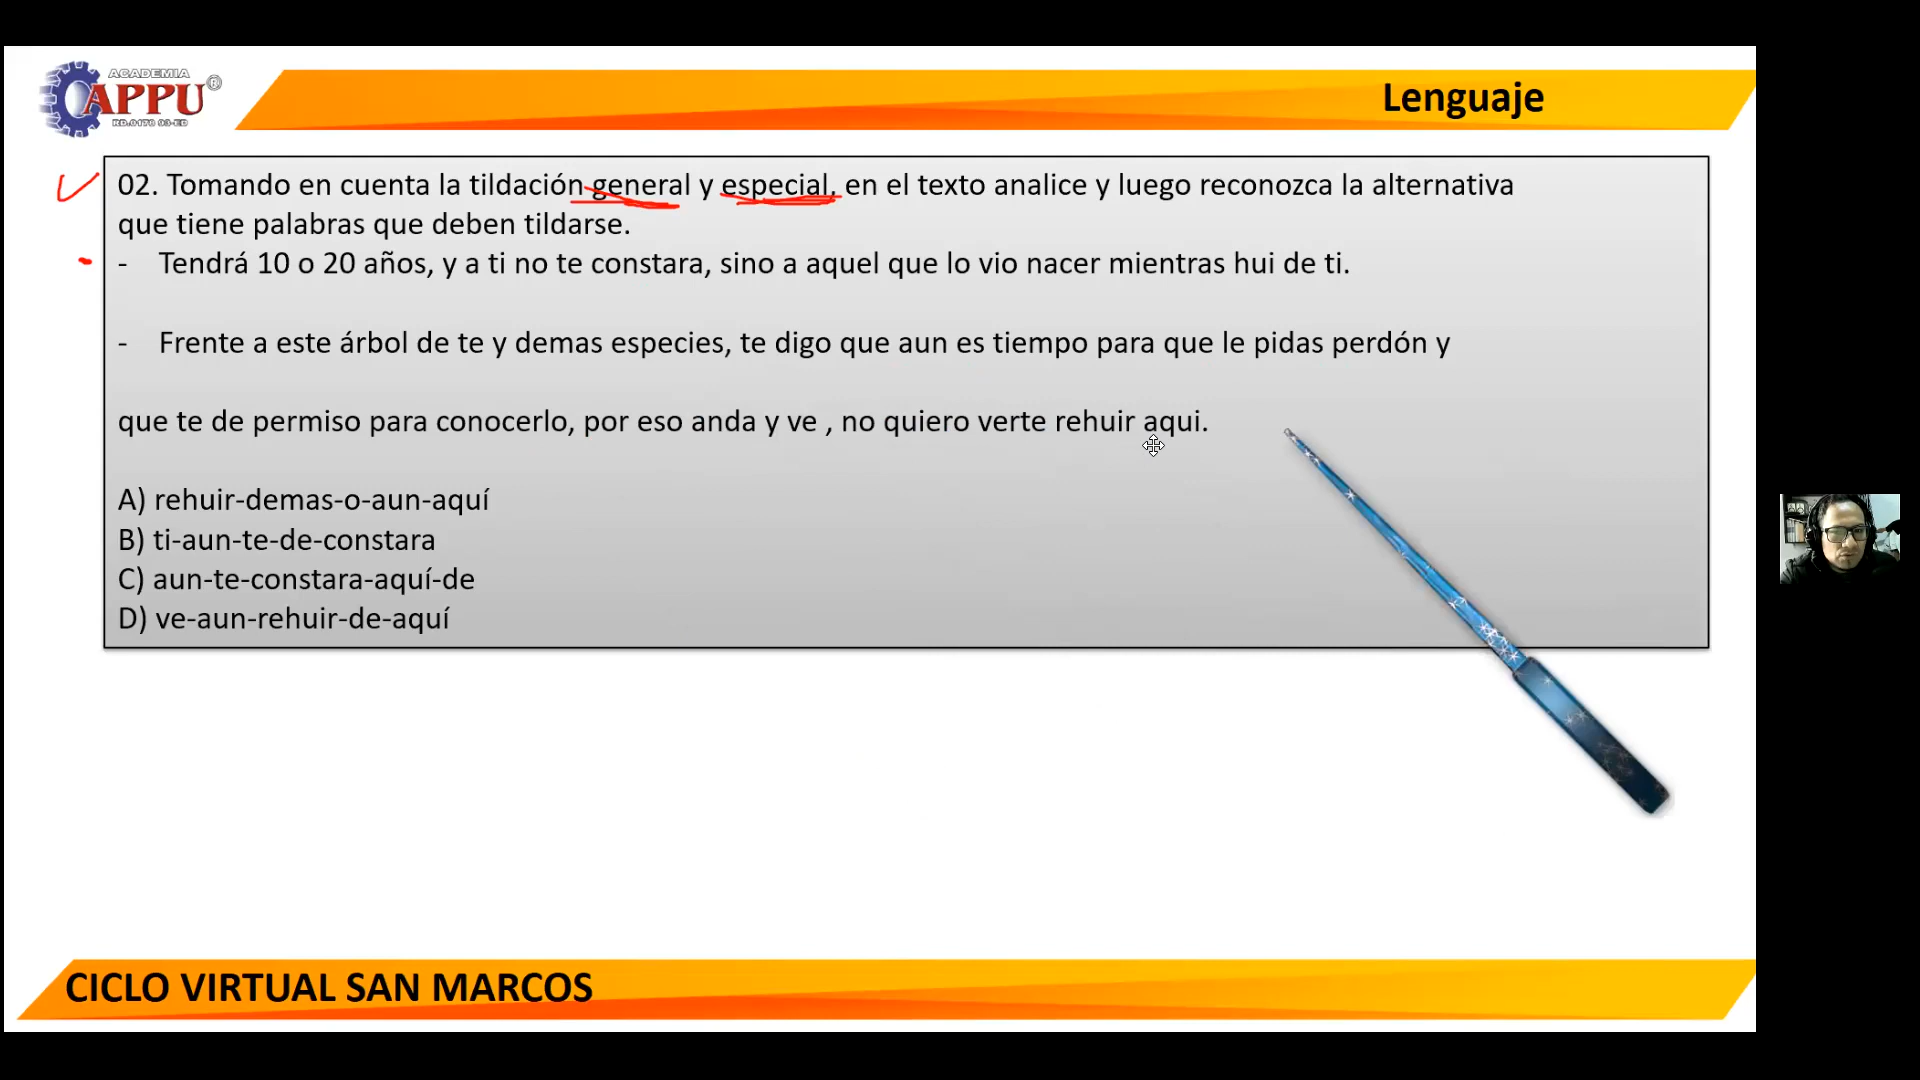 ACADEMIA
APPU®
RD.0170 93-ED
Lenguaje
02. Tomando en cuenta la tildación general y especial, en el texto analice y luego reconozca la alternativa
que tiene palabras que deben tildarse.
- Tendrá 10 o 20 años, y a ti no te constara, sino a aquel que lo vio nacer mientras hui de ti.
- Frente a este árbol de te y demas especies, te digo que aun es tiempo para que le pidas perdón y
que te de permiso para conocerlo, por eso anda y ve , no quiero verte rehuir aqui.
A) rehuir-demas-o-aun-aquí
B) ti-aun-te-de-constara
C) aun-te-constara-aquí-de
D) ve-aun-rehuir-de-aquí
CICLO VIRTUAL SAN MARCOS